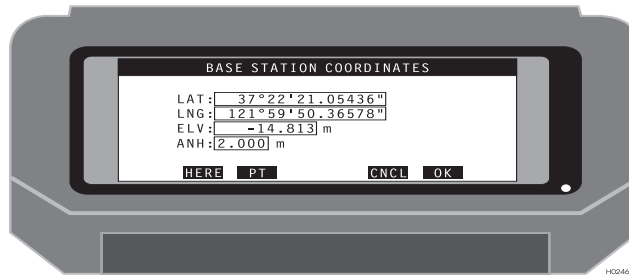 BASE STATION COORDINATES
LAT: 37°22'21.05436"
LNG: 121°59'50.36578"
ELV: -14.813 m
ANH: 2.000 m
HERE PT CNCL OK
H0246